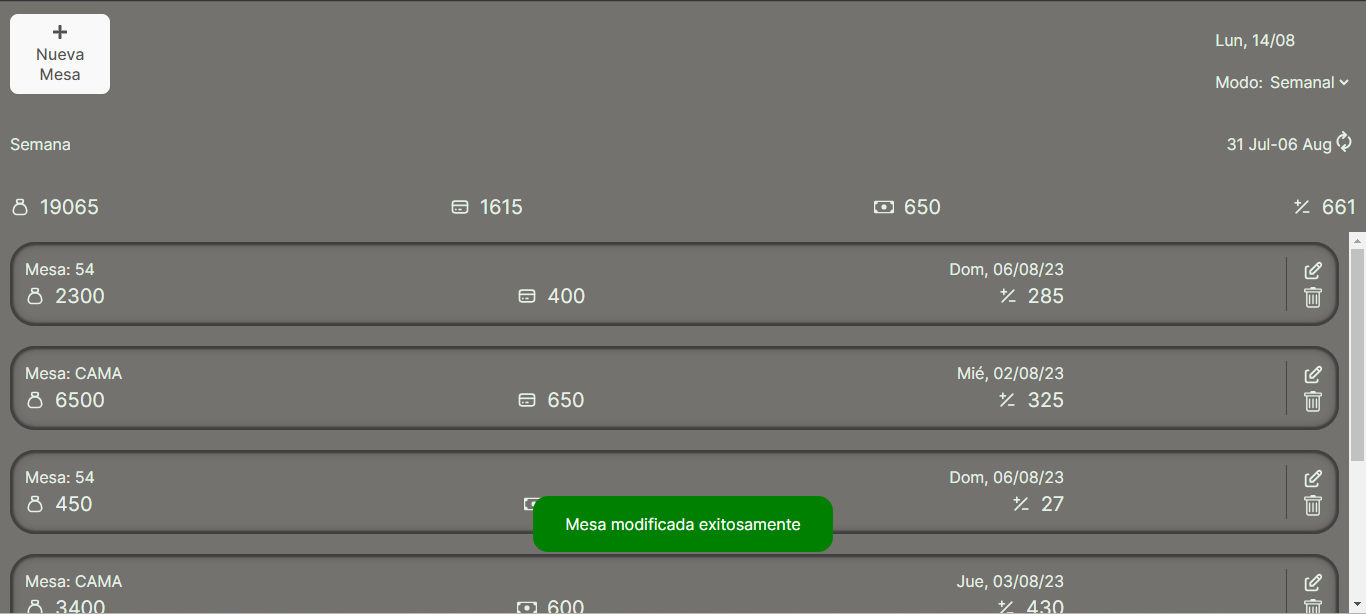 Nueva
Mesa
Lun, 14/08
Modo: Semanal
Semana
31 Jul-06 Aug
19065 1615 650 661
Mesa: 54 Dom, 06/08/23
2300 400 285
Mesa: CAMA Mié, 02/08/23
6500 650 325
Mesa: 54 Dom, 06/08/23
450 27
Mesa modificada exitosamente
Mesa: CAMA Jue, 03/08/23
3400 600 430